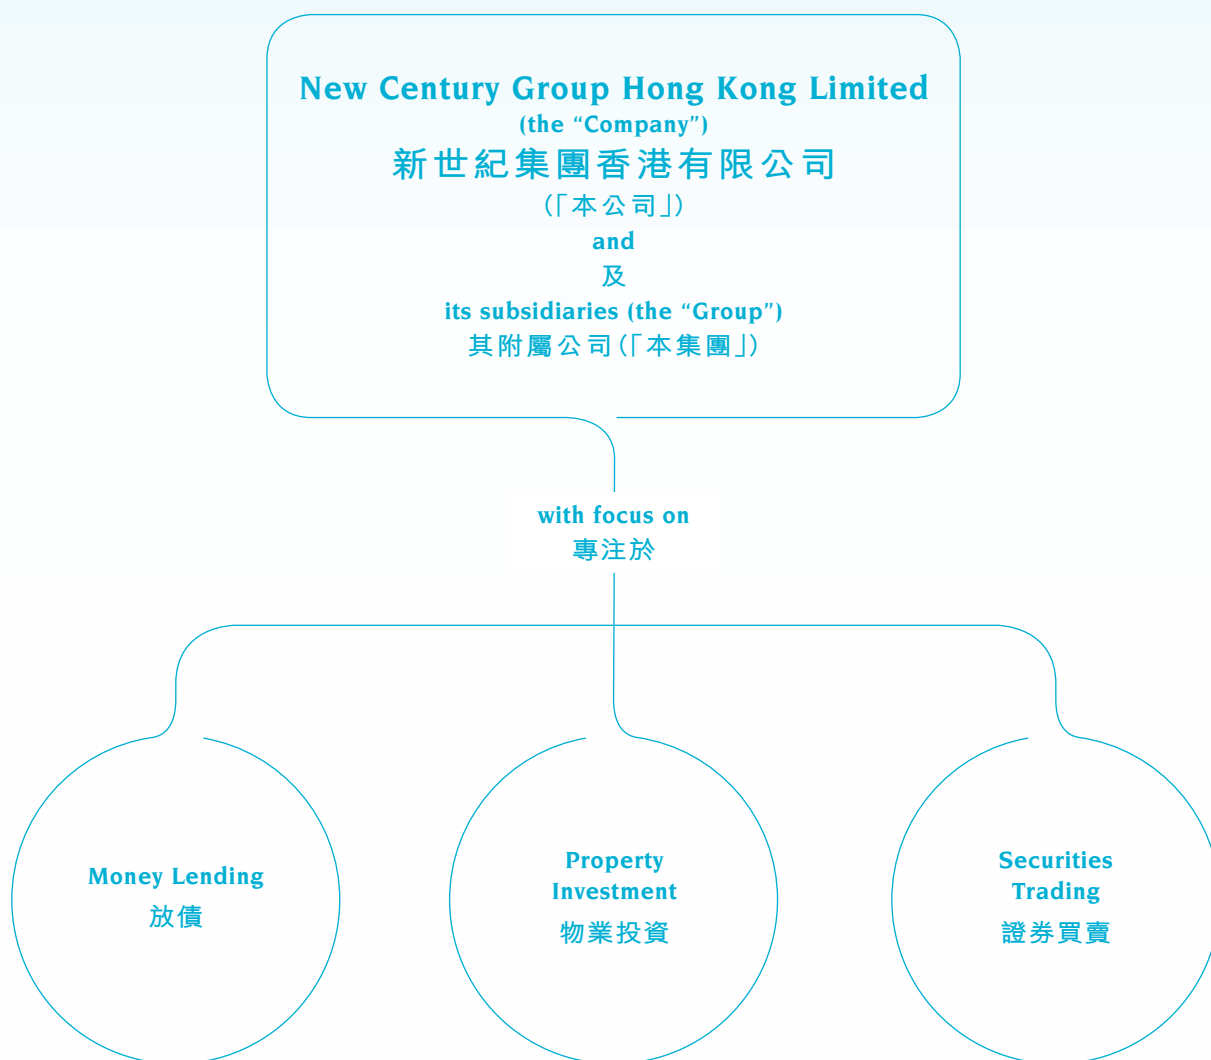 New Century Group Hong Kong Limited
(the “Company”)
新世紀集團香港有限公司
(「本公司」)
and
及
its subsidiaries (the “Group”)
其附屬公司(「本集團」)
with focus on
專注於
Money Lending
放債
Property
Investment
物業投資
Securities
Trading
證券買賣